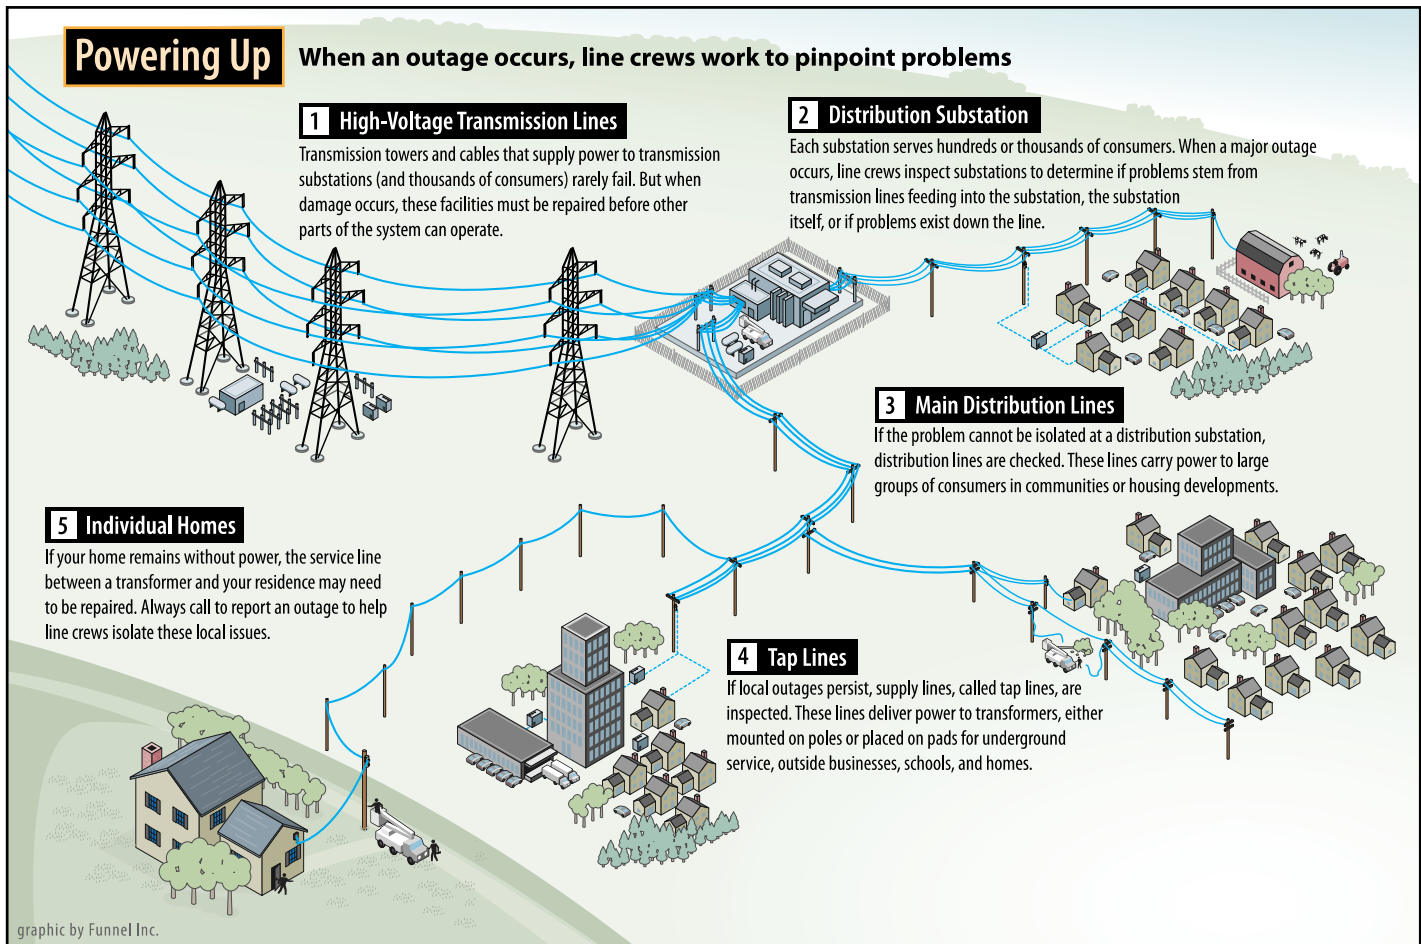 Powering Up
When an outage occurs, line crews work to pinpoint problems
1 High-Voltage Transmission Lines
Transmission towers and cables that supply power to transmission
substations (and thousands of consumers) rarely fail. But when
damage occurs, these facilities must be repaired before other
parts of the system can operate.
2 Distribution Substation
Each substation serves hundreds or thousands of consumers. When a major outage
occurs, line crews inspect substations to determine if problems stem from
transmission lines feeding into the substation, the substation
itself, or if problems exist down the line.
3 Main Distribution Lines
If the problem cannot be isolated at a distribution substation,
distribution lines are checked. These lines carry power to large
groups of consumers in communities or housing developments.
4 Tap Lines
If local outages persist, supply lines, called tap lines, are
inspected. These lines deliver power to transformers, either
mounted on poles or placed on pads for underground
service, outside businesses, schools, and homes.
5 Individual Homes
If your home remains without power, the service line
between a transformer and your residence may need
to be repaired. Always call to report an outage to help
line crews isolate these local issues.
graphic by Funnel Inc.